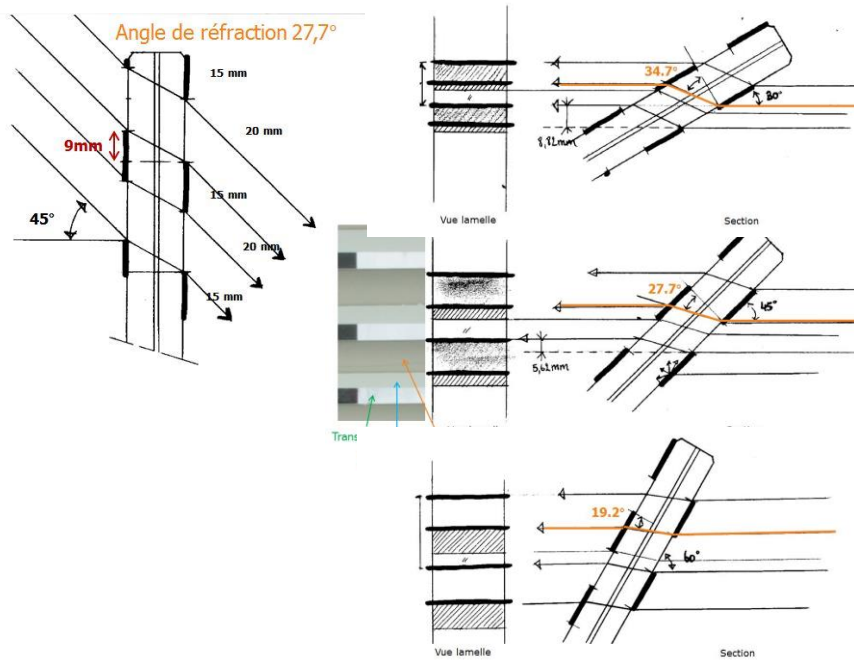 Angle de réfraction 27,7°
15 mm
20 mm
9mm
15 mm
45°
20 mm
15 mm
34.7°
30°
8,82mm
Vue lamelle
Section
27.7°
45°
5,62mm
Trans
19.2°
60°
Vue lamelle
Section